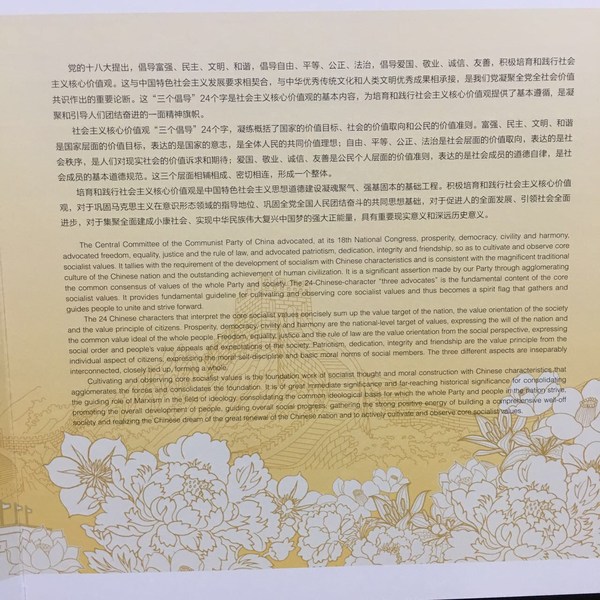 党的十八大提出，倡导富强、民主、文明、和谐，倡导自由、平等、公正、法治，倡导爱国、敬业、诚信、友善，积极培育和践行社会
主义核心价值观。这与中国特色社会主义发展要求相契合，与中华优秀传统文化和人类文明优秀成果相承接，是我们党凝聚全党全社会价值
共识作出的重要论断。这“三个倡导”24个字是社会主义核心价值观的基本内容，为培育和践行社会主义核心价值观提供了基本遵循，是凝
聚和引导人们团结奋进的一面精神旗帜。
社会主义核心价值观“三个倡导”24个字，凝练概括了国家的价值目标、社会的价值取向和公民的价值准则。富强、民主、文明、和谐
是国家层面的价值目标，表达的是国家的意志，是全体人民的共同价值理想；自由、平等、公正、法治是社会层面的价值取向，表达的是社
会秩序，是人们对现实社会的价值诉求和期待；爱国、敬业、诚信、友善是公民个人层面的价值准则，表达的是社会成员的道德自律，是社
会成员的基本道德规范。这三个层面相辅相成、密切相连，形成一个整体。
培育和践行社会主义核心价值观是中国特色社会主义思想道德建设凝魂聚气、强基固本的基础工程。积极培育和践行社会主义核心价值
观，对于巩固马克思主义在意识形态领域的指导地位、巩固全党全国人民团结奋斗的共同思想基础，对于促进人的全面发展、引领社会全面
进步，对于集聚全面建成小康社会、实现中华民族伟大复兴中国梦的强大正能量，具有重要现实意义和深远历史意义。
The Central Committee of the Communist Party of China advocated, at its 18th National Congress, prosperity, democracy, civility and harmony,
advocated freedom, equality, justice and the rule of law, and advocated patriotism, dedication, integrity and friendship, so as to cultivate and observe core
socialist values. It tallies with the requirement of the development of socialism with Chinese characteristics and is consistent with the magnificent traditional
culture of the Chinese nation and the outstanding achievement of human civilization. It is a significant assertion made by our Party through agglomerating
the common consensus of values of the whole Party and society. The 24-Chinese-character "three advocates" is the fundamental content of the core
socialist values. It provides fundamental guideline for cultivating and observing core socialist values and thus becomes a spirit flag that gathers and
guides people to unite and strive forward.
The 24 Chinese characters that interpret the core socialist values concisely sum up the value target of the nation, the value orientation of the society
and the value principle of citizens. Prosperity, democracy, civility and harmony are the national-level target of values, expressing the will of the nation and
the common value ideal of the whole people. Freedom, equality, justice and the rule of law are the value orientation from the social perspective, expressing
social order and people's value appeals and expectations of the society. Patriotism, dedication, integrity and friendship are the value principle from the
individual aspect of citizens, expressing the moral self-discipline and basic moral norms of social members. The three different aspects are inseparably
interconnected, closely tied up, forming a whole.
Cultivating and observing core socialist values is the foundation work of socialist thought and moral construction with Chinese characteristics that
agglomerates the forces and consolidates the foundation. It is of great immediate significance and far-reaching historical significance for consolidating
the guiding role of Marxism in the field of ideology, consolidating the common ideological basis for which the whole Party and people in the nation strive,
promoting the overall development of people, guiding overall social progress, gathering the strong positive energy of building a comprehensive well-off
society and realizing the Chinese dream of the great renewal of the Chinese nation and to actively cultivate and observe core socialist values.